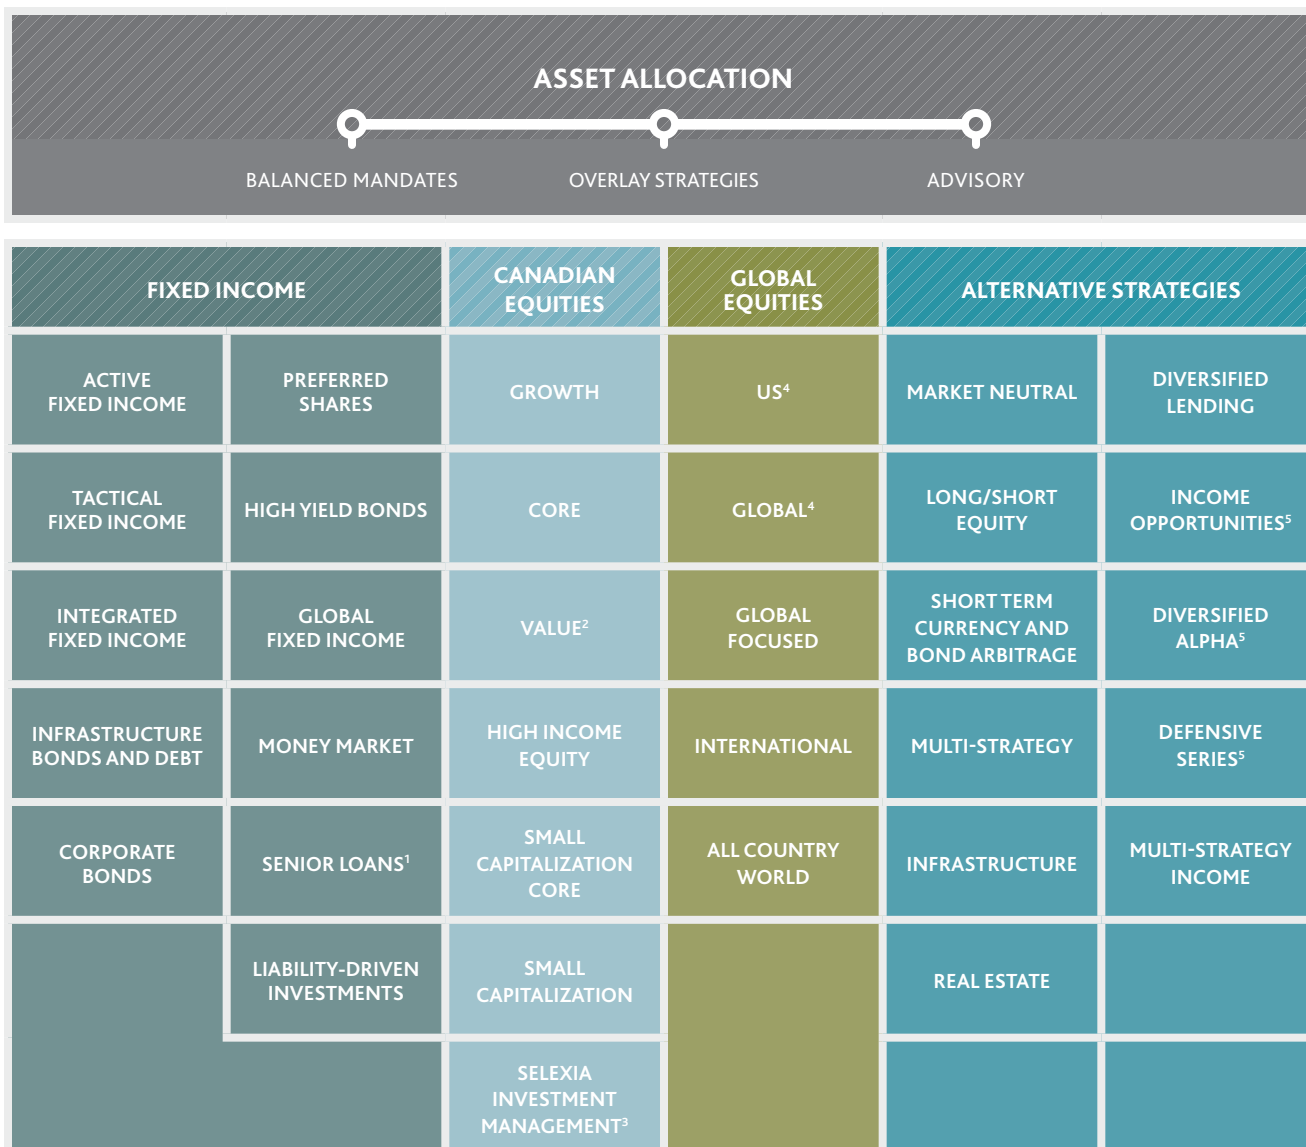 ASSET ALLOCATION
BALANCED MANDATES
OVERLAY STRATEGIES
ADVISORY
FIXED INCOME
CANADIAN
EQUITIES
GLOBAL
EQUITIES
ALTERNATIVE STRATEGIES
ACTIVE
FIXED INCOME
PREFERRED
SHARES
GROWTH
US⁴
MARKET NEUTRAL
DIVERSIFIED
LENDING
TACTICAL
FIXED INCOME
HIGH YIELD BONDS
CORE
GLOBAL⁴
LONG/SHORT
EQUITY
INCOME
OPPORTUNITIES⁵
INTEGRATED
FIXED INCOME
GLOBAL
FIXED INCOME
VALUE²
GLOBAL
FOCUSED
SHORT TERM
CURRENCY AND
BOND ARBITRAGE
DIVERSIFIED
ALPHA⁵
INFRASTRUCTURE
BONDS AND DEBT
MONEY MARKET
HIGH INCOME
EQUITY
INTERNATIONAL
MULTI-STRATEGY
DEFENSIVE
SERIES⁵
CORPORATE
BONDS
SENIOR LOANS¹
SMALL
CAPITALIZATION
CORE
ALL COUNTRY
WORLD
INFRASTRUCTURE
MULTI-STRATEGY
INCOME
LIABILITY-DRIVEN
INVESTMENTS
SMALL
CAPITALIZATION
REAL ESTATE
SELEXIA
INVESTMENT
MANAGEMENT³